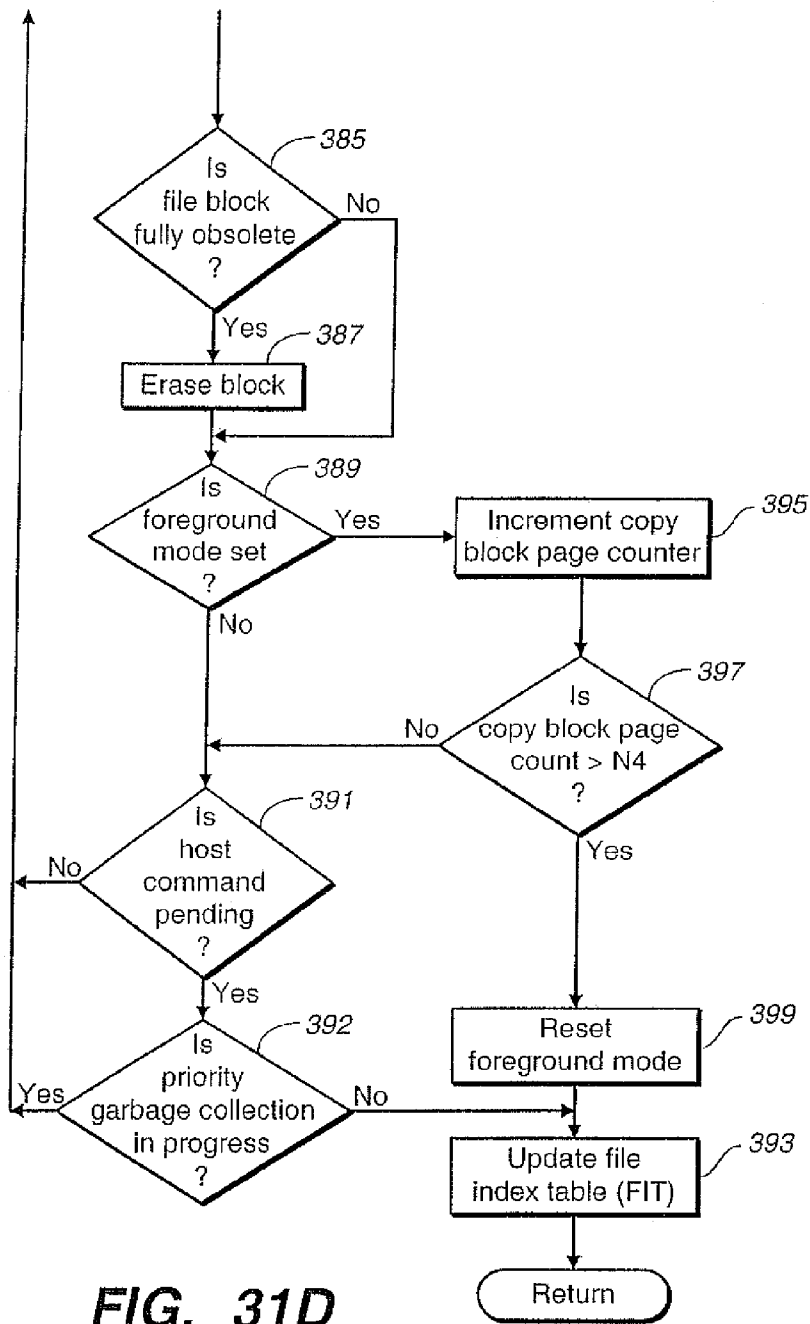 385
Is
file block
fully obsolete
?
No
Yes
387
Erase block
389
Is
foreground
mode set
?
Yes
No
395
Increment copy
block page counter
397
Is
copy block page
count > N4
?
No
Yes
391
Is
host
command
pending
?
No
Yes
392
Is
priority
garbage collection
in progress
?
Yes
No
399
Reset
foreground mode
393
Update file
index table (FIT)
Return
FIG. 31D